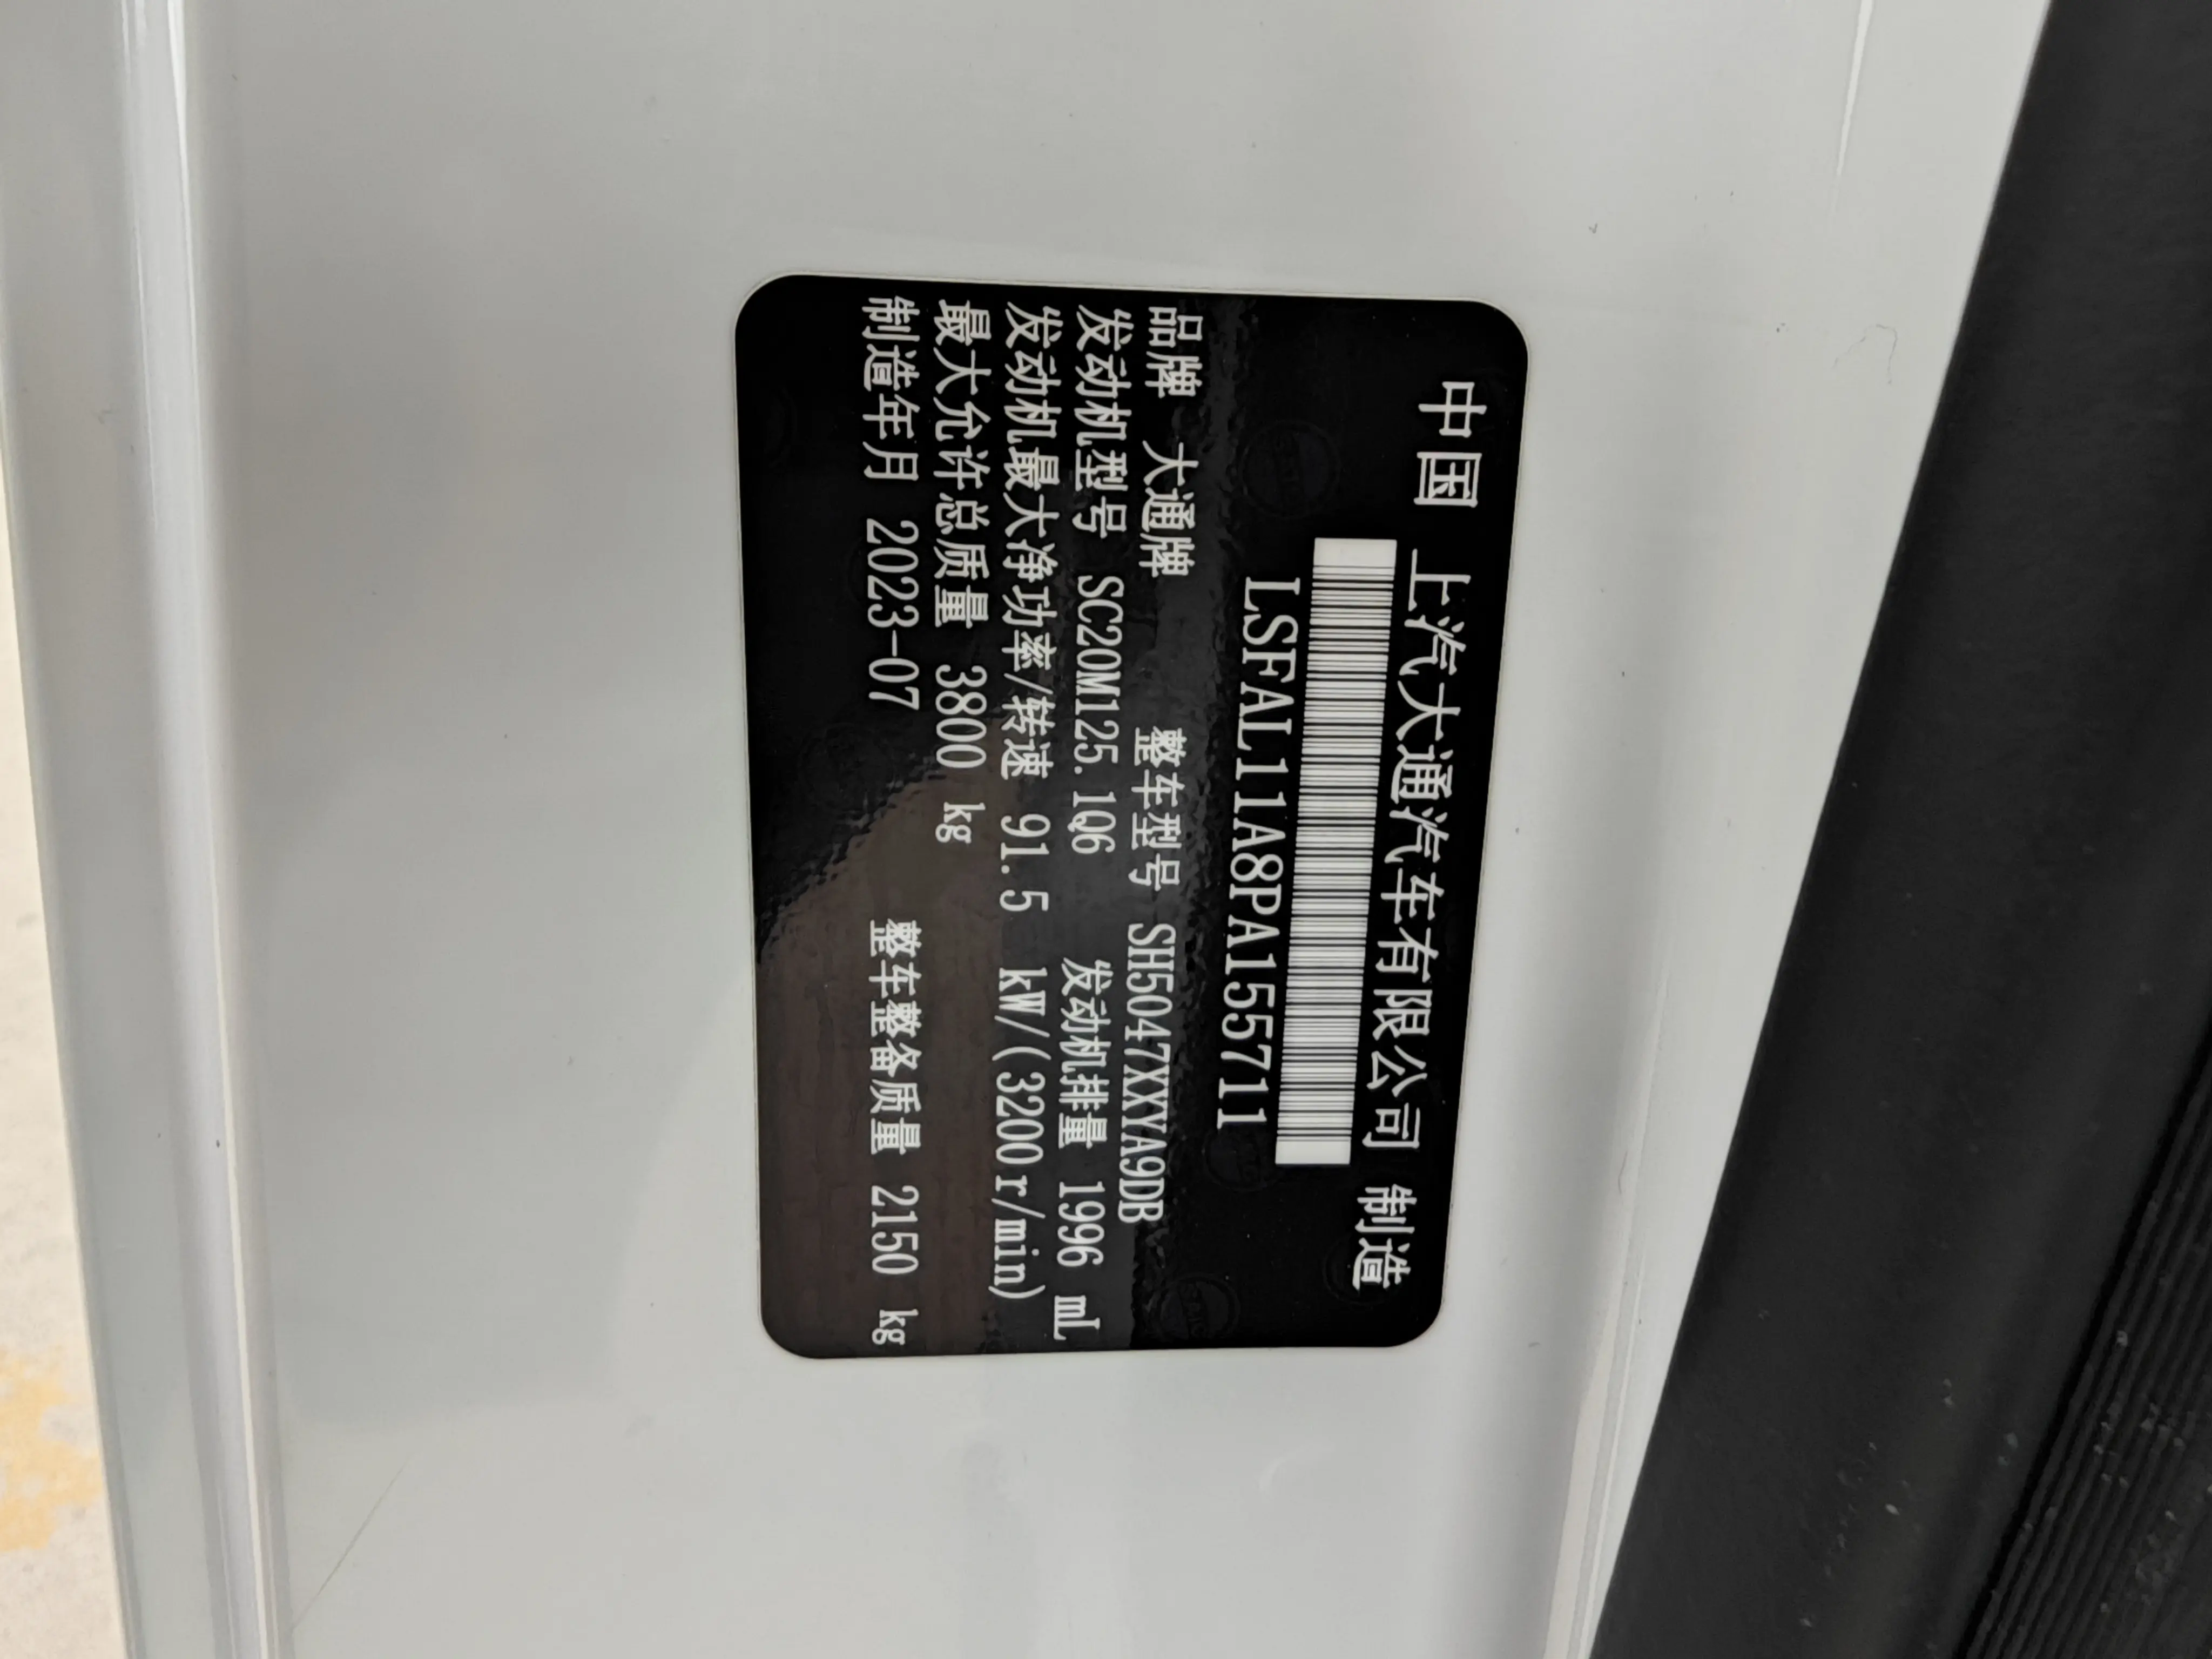 中国 上汽大通汽车有限公司 制造
LSFAL11A8PA155711
品牌 大通牌 整车型号 SH5047XXYA9DB
发动机型号 SC20M125.1Q6 发动机排量 1996 mL
发动机最大净功率/转速 91.5 kW/(3200r/min)
最大允许总质量 3800 kg
制造年月 2023-07 整车整备质量 2150 kg